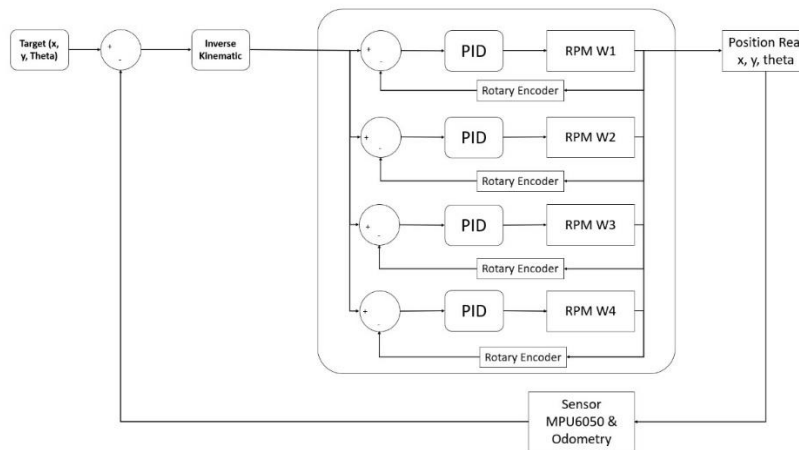 Target (x,
y, Theta)
+
-
Inverse
Kinematic
+
-
PID
RPM W1
Rotary Encoder
Position Rea
x, y, theta
+
-
PID
RPM W2
Rotary Encoder
+
-
PID
RPM W3
Rotary Encoder
+
-
PID
RPM W4
Rotary Encoder
Sensor
MPU6050 &
Odometry